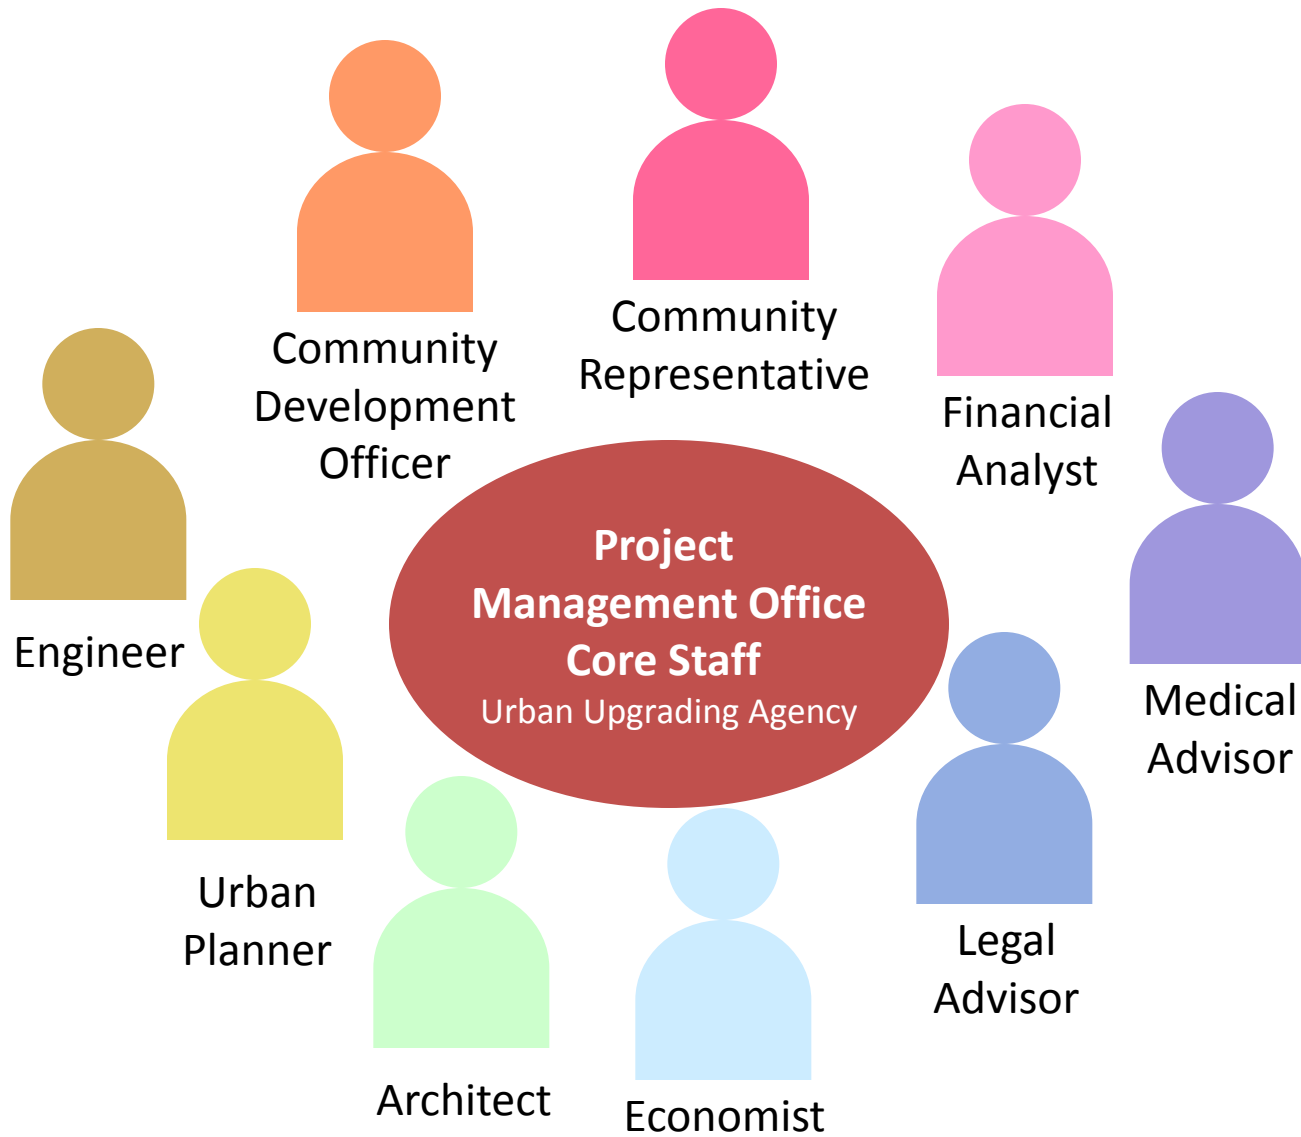 Community
Representative
Community
Development
Officer
Financial
Analyst
Project
Management Office
Core Staff
Urban Upgrading Agency
Engineer
Medical
Advisor
Urban
Planner
Legal
Advisor
Architect
Economist